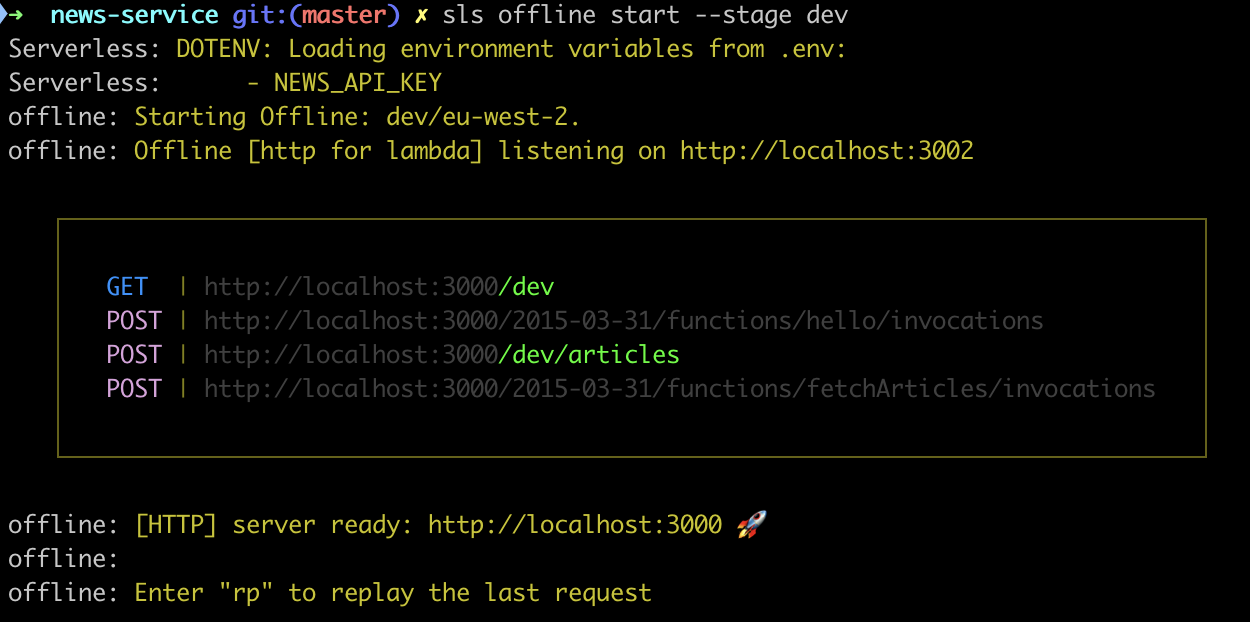 ➜ news-service git:(master) ✗ sls offline start --stage dev
Serverless: DOTENV: Loading environment variables from .env:
Serverless:      - NEWS_API_KEY
offline: Starting Offline: dev/eu-west-2.
offline: Offline [http for lambda] listening on http://localhost:3002
GET | http://localhost:3000/dev
POST | http://localhost:3000/2015-03-31/functions/hello/invocations
POST | http://localhost:3000/dev/articles
POST | http://localhost:3000/2015-03-31/functions/fetchArticles/invocations
offline: [HTTP] server ready: http://localhost:3000 🚀
offline:
offline: Enter "rp" to replay the last request